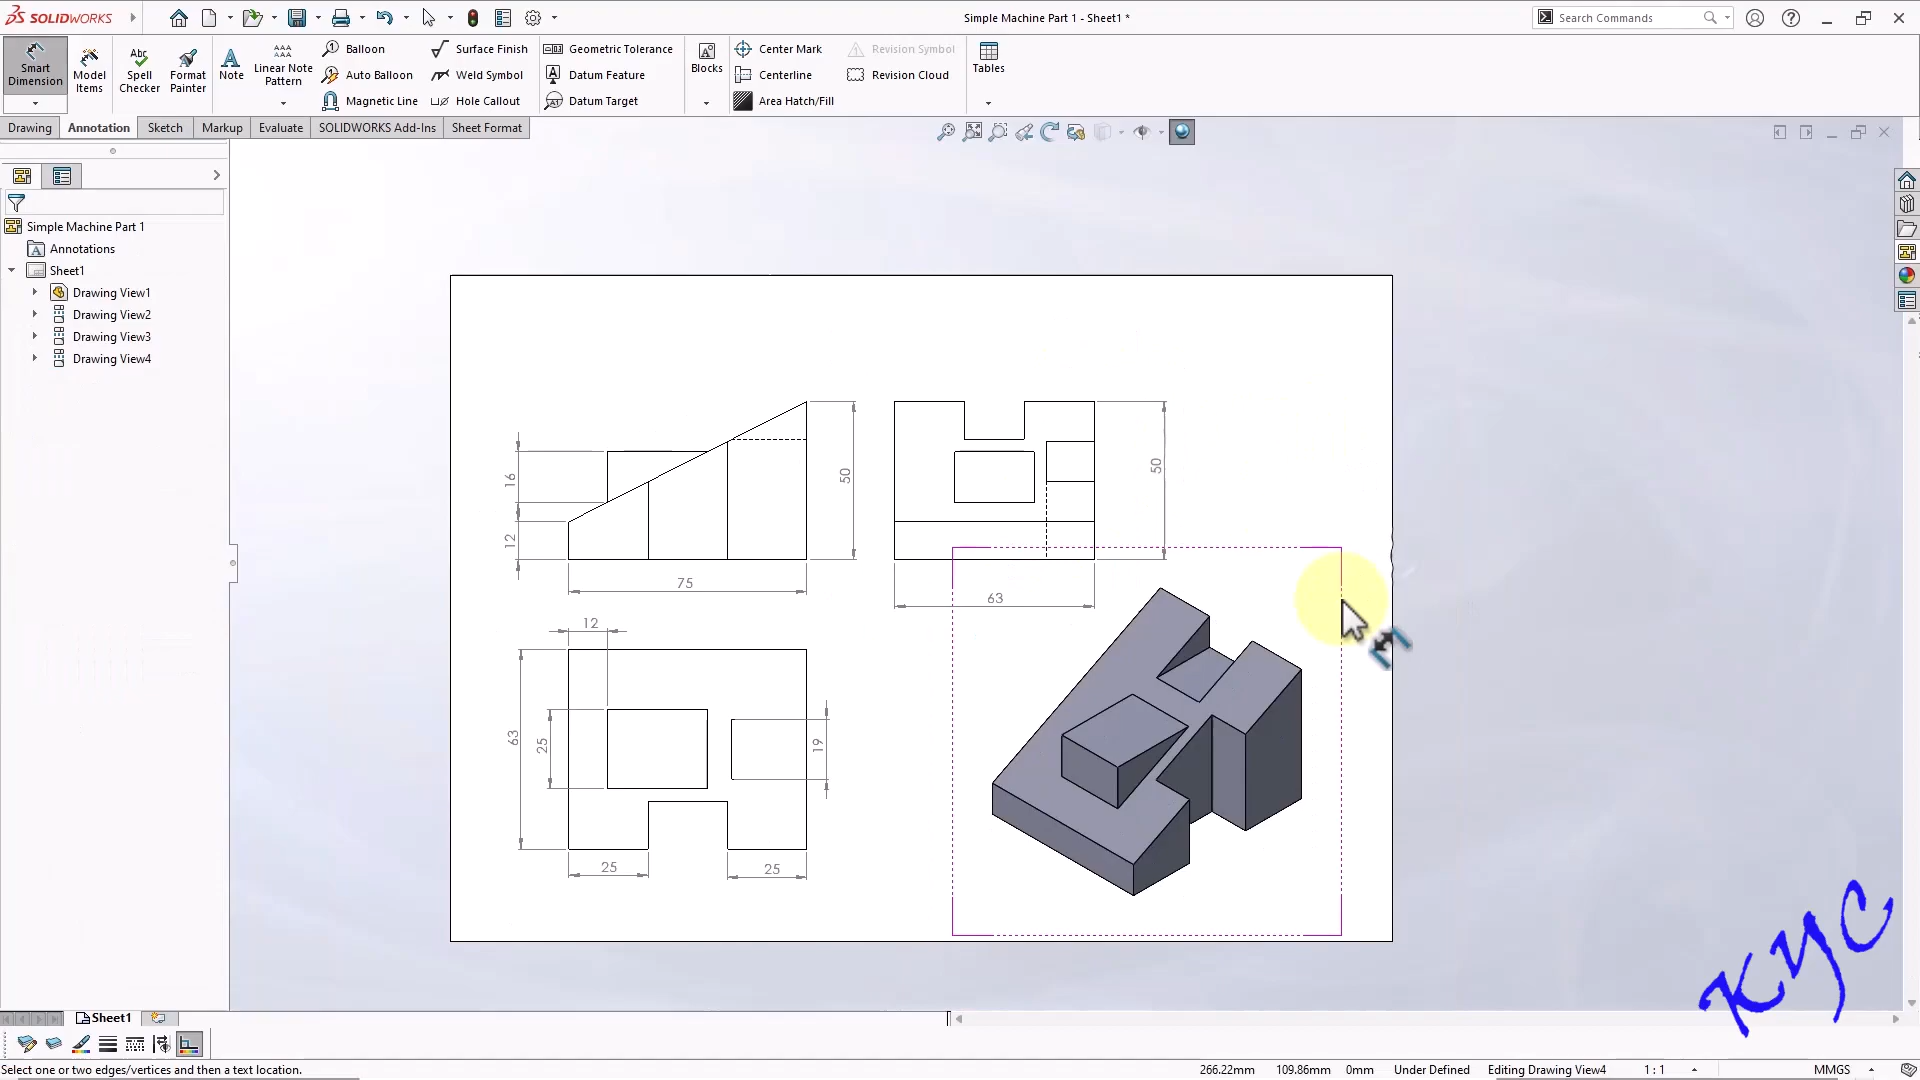 SOLIDWORKS
Simple Machine Part 1 - Sheet1 *
Search Commands
Smart Dimension
Model Items
Spell Checker
Format Painter
Note
Linear Note Pattern
Balloon
Auto Balloon
Magnetic Line
Surface Finish
Weld Symbol
Hole Callout
Geometric Tolerance
Datum Feature
Datum Target
Blocks
Center Mark
Centerline
Area Hatch/Fill
Revision Symbol
Revision Cloud
Tables
Drawing Annotation Sketch Markup Evaluate SOLIDWORKS Add-Ins Sheet Format
Simple Machine Part 1
Annotations
Sheet1
Drawing View1
Drawing View2
Drawing View3
Drawing View4
16
12
50
75
50
63
12
63
25
19
25
25
KYC
Sheet1
Select one or two edges/vertices and then a text location.
266.22mm 109.86mm 0mm Under Defined Editing Drawing View4 1 : 1 MMGS